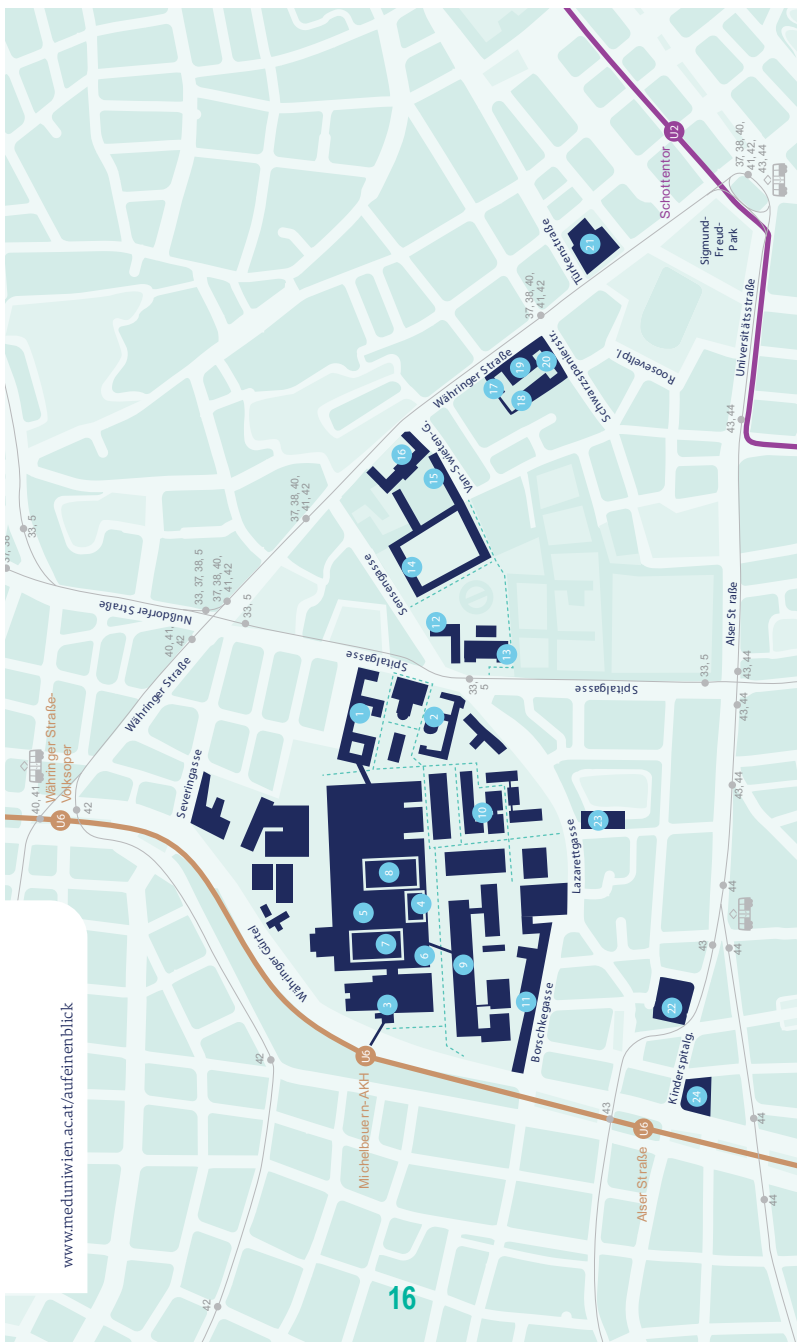 www.meduniwien.ac.at/aufeinenblick
Währinger Straße-
Volksoper
U6
40, 41
42
Währinger Straße
40, 41,
42
Nußdorfer Straße
37, 38
33, 5
33, 37, 38, 5
37, 38, 40,
41, 42
33, 5
37, 38, 40,
41, 42
Severingasse
Währinger Gürtel
Spitalgasse
Sensengasse
Van-Swieten-G.
Währinger Straße
37, 38, 40,
41, 42
Türkenstraße
Schwarzspanierstr.
Rooseveltpl.
Schottentor
U2
37, 38, 40,
41, 42,
43, 44
Sigmund-
Freud-
Park
Universitätsstraße
43, 44
Alser Straße
43, 44
33, 5
Spitalgasse
33,
5
43, 44
43, 44
44
43
44
Lazarettgasse
Borschkegasse
Kinderspitalg.
Michelbeuern-AKH
U6
Alser Straße
U6
43
44
44
42
42
1
2
3
4
5
6
7
8
9
10
11
12
13
14
15
16
17
18
19
20
21
22
23
24
16